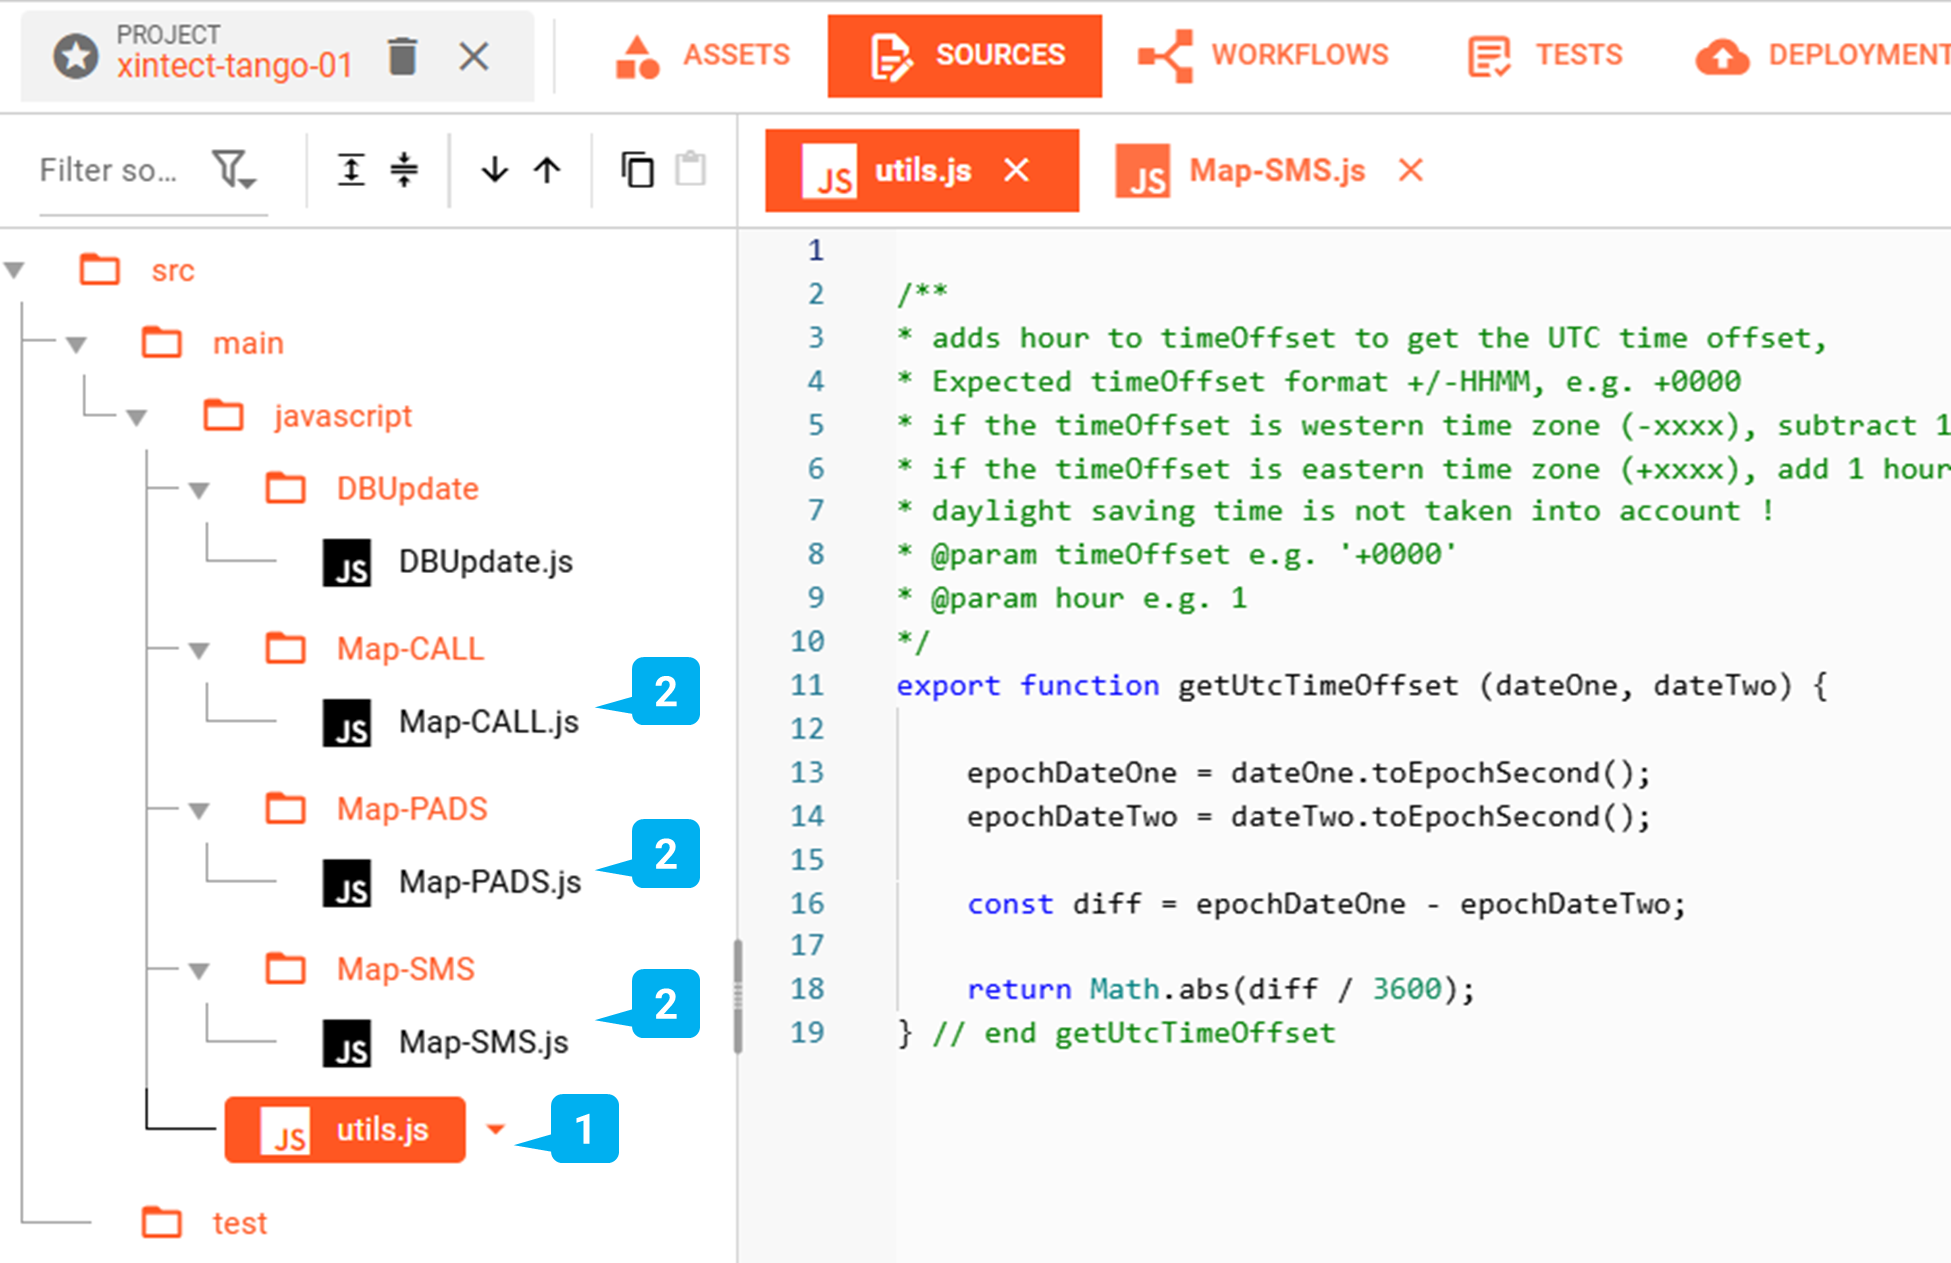 PROJECT
xintect-tango-01
ASSETS
SOURCES
WORKFLOWS
TESTS
DEPLOYMENT
Filter so...
JS utils.js
JS Map-SMS.js
src
main
javascript
DBUpdate
JS DBUpdate.js
Map-CALL
JS Map-CALL.js
2
Map-PADS
JS Map-PADS.js
2
Map-SMS
JS Map-SMS.js
2
JS utils.js
1
test
1
2 /**
3 * adds hour to timeOffset to get the UTC time offset,
4 * Expected timeOffset format +/-HHMM, e.g. +0000
5 * if the timeOffset is western time zone (-xxxx), subtract 1
6 * if the timeOffset is eastern time zone (+xxxx), add 1 hour
7 * daylight saving time is not taken into account !
8 * @param timeOffset e.g. '+0000'
9 * @param hour e.g. 1
10 */
11 export function getUtcTimeOffset (dateOne, dateTwo) {
12
13 epochDateOne = dateOne.toEpochSecond();
14 epochDateTwo = dateTwo.toEpochSecond();
15
16 const diff = epochDateOne - epochDateTwo;
17
18 return Math.abs(diff / 3600);
19 } // end getUtcTimeOffset